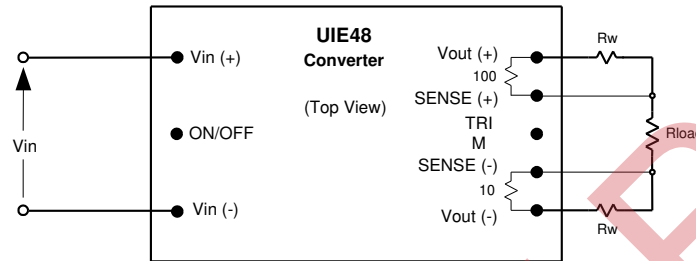 UIE48
Converter
(Top View)
Vin
Vin (+)
ON/OFF
Vin (-)
Vout (+)
100
SENSE (+)
TRI
M
SENSE (-)
10
Vout (-)
Rw
Rload
Rw